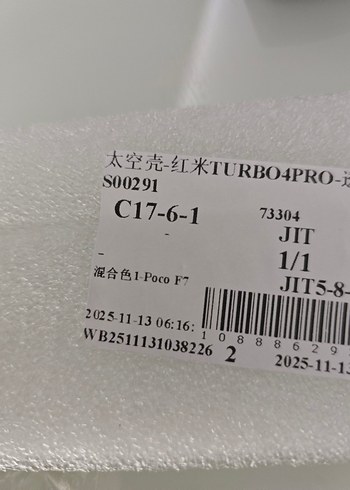 太空壳-红米TURBO4PRO-
S00291
C17-6-1 73304
- JIT
- 1/1
混合色1-Poco F7 JIT5-8-
2025-11-13 06:16:
10888629
WB2511131038226 2 2025-11-13